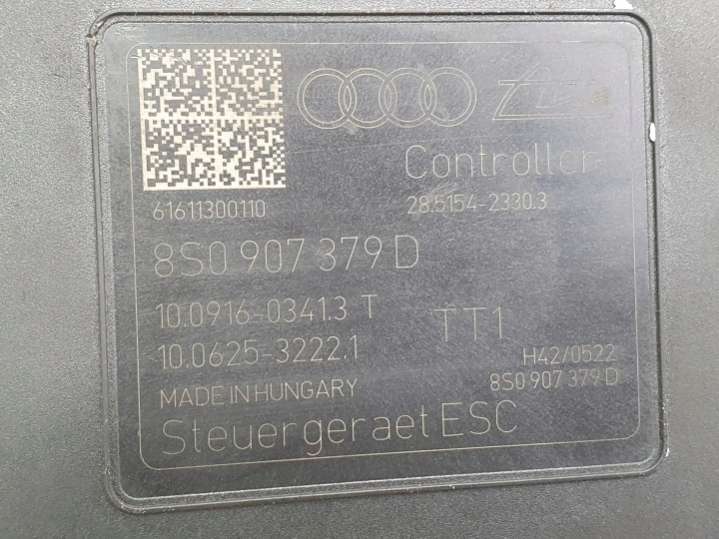 Controller
61611300110
28.5154-2330.3
8S0 907 379 D
10.0916-0341.3 T
10.0625-3222.1
TT1
H42/0522
MADE IN HUNGARY
8S0 907 379 D
Steuergeraet ESC